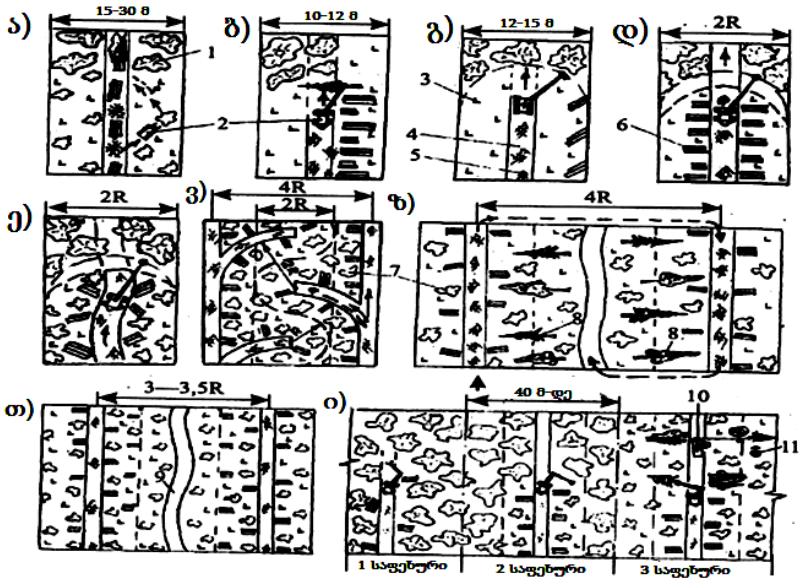 ა) 15-30 მ
1
ბ) 10-12 მ
2
გ) 12-15 მ
3
4
5
დ) 2R
6
ე) 2R
ვ) 4R
2R
7
ზ) 4R
8
8
თ) 3—3,5R
9
ი) 40 მ-დე
10
11
1 საფეხური 2 საფეხური 3 საფეხური